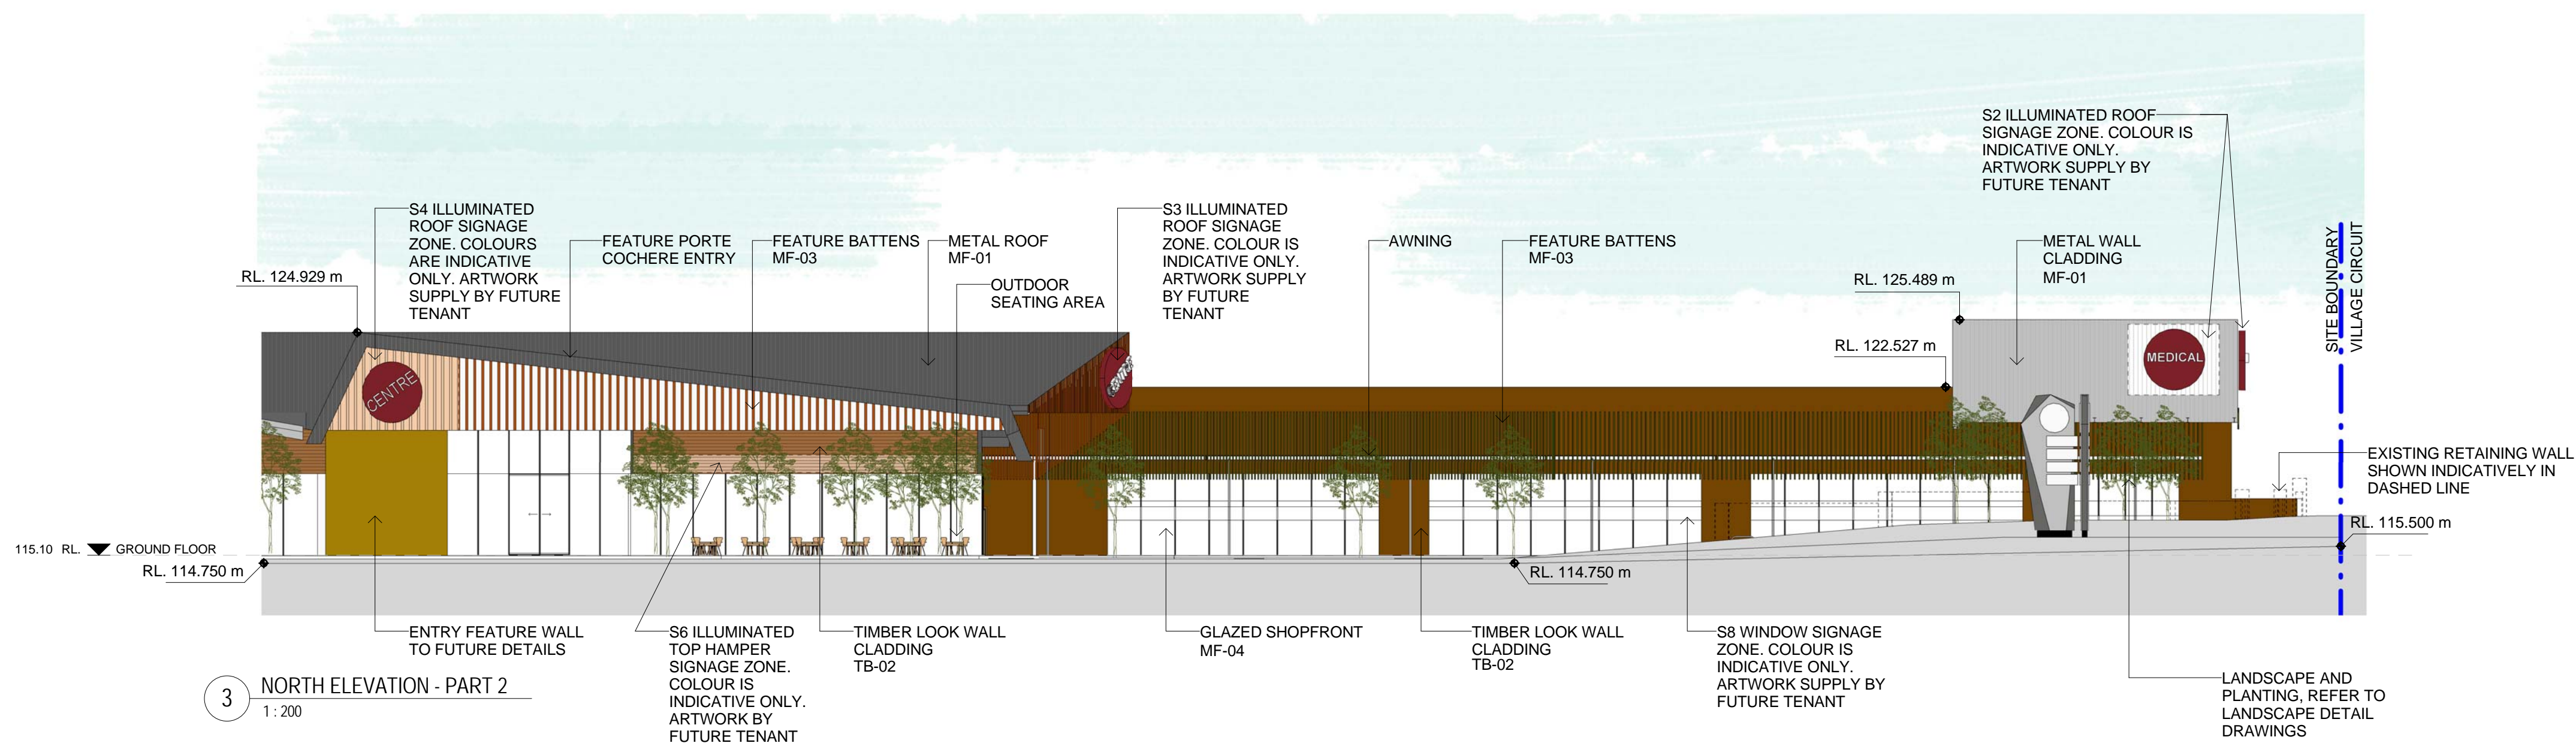 S2 ILLUMINATED ROOF
SIGNAGE ZONE. COLOUR IS
INDICATIVE ONLY.
ARTWORK SUPPLY BY
FUTURE TENANT
S4 ILLUMINATED
ROOF SIGNAGE
ZONE. COLOURS
ARE INDICATIVE
ONLY. ARTWORK
SUPPLY BY FUTURE
TENANT
FEATURE PORTE
COCHERE ENTRY
FEATURE BATTENS
MF-03
METAL ROOF
MF-01
OUTDOOR
SEATING AREA
S3 ILLUMINATED
ROOF SIGNAGE
ZONE. COLOUR IS
INDICATIVE ONLY.
ARTWORK SUPPLY
BY FUTURE
TENANT
AWNING
FEATURE BATTENS
MF-03
METAL WALL
CLADDING
MF-01
SITE BOUNDARY
VILLAGE CIRCUIT
RL. 124.929 m
RL. 125.489 m
RL. 122.527 m
CENTRE
CENTRE
MEDICAL
EXISTING RETAINING WALL
SHOWN INDICATIVELY IN
DASHED LINE
RL. 115.500 m
115.10 RL. GROUND FLOOR
RL. 114.750 m
RL. 114.750 m
ENTRY FEATURE WALL
TO FUTURE DETAILS
S6 ILLUMINATED
TOP HAMPER
SIGNAGE ZONE.
COLOUR IS
INDICATIVE ONLY.
ARTWORK BY
FUTURE TENANT
TIMBER LOOK WALL
CLADDING
TB-02
GLAZED SHOPFRONT
MF-04
TIMBER LOOK WALL
CLADDING
TB-02
S8 WINDOW SIGNAGE
ZONE. COLOUR IS
INDICATIVE ONLY.
ARTWORK SUPPLY BY
FUTURE TENANT
LANDSCAPE AND
PLANTING, REFER TO
LANDSCAPE DETAIL
DRAWINGS
3 NORTH ELEVATION - PART 2
1 : 200